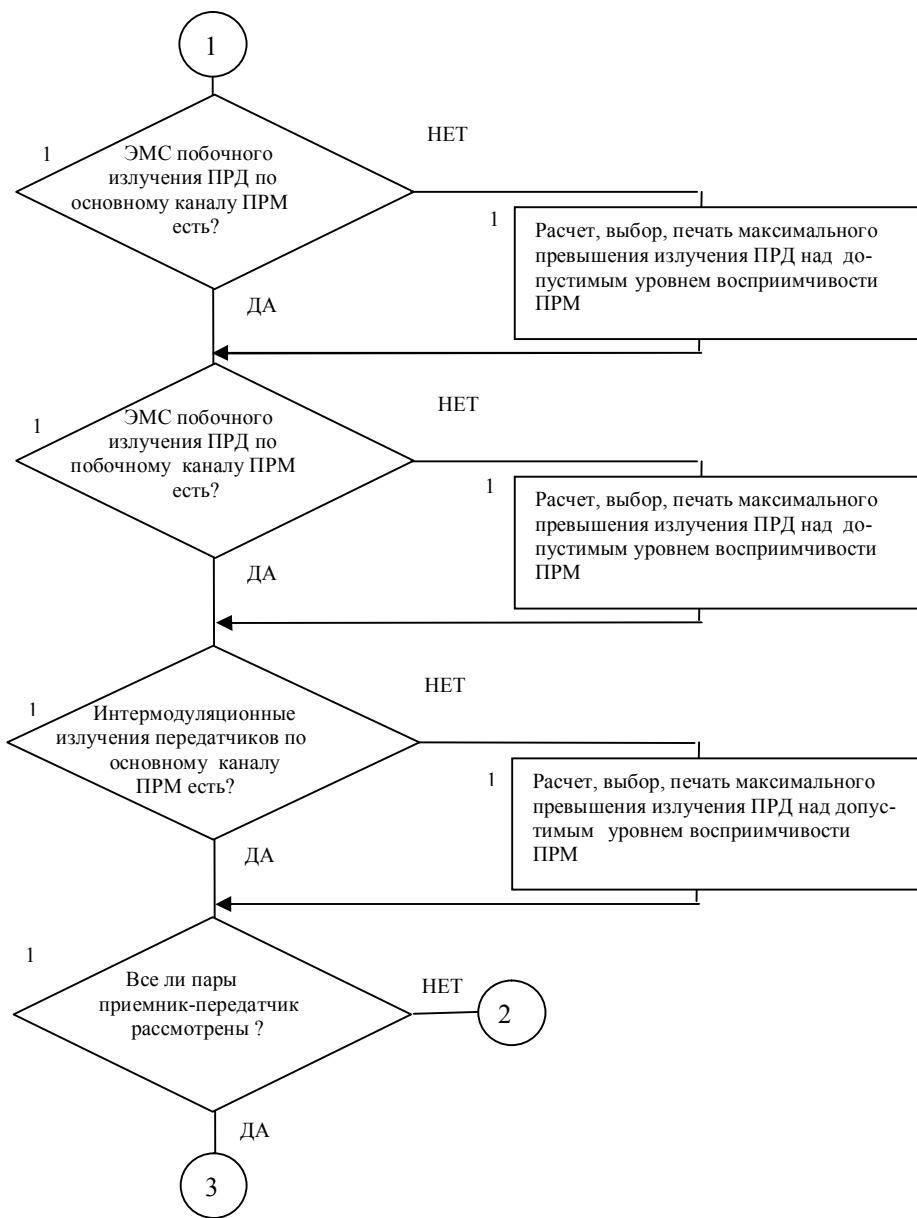 1
НЕТ
1
ЭМС побочного
излучения ПРД по
основному каналу ПРМ
есть?
1
Расчет, выбор, печать максимального
превышения излучения ПРД над до-
пустимым уровнем восприимчивости
ПРМ
ДА
НЕТ
1
ЭМС побочного
излучения ПРД по
побочному каналу ПРМ
есть?
1
Расчет, выбор, печать максимального
превышения излучения ПРД над до-
пустимым уровнем восприимчивости
ПРМ
ДА
НЕТ
1
Интермодуляционные
излучения передатчиков по
основному каналу
ПРМ есть?
1
Расчет, выбор, печать максимального
превышения излучения ПРД над допус-
тимым уровнем восприимчивости
ПРМ
ДА
1
Все ли пары
приемник-передатчик
рассмотрены ?
НЕТ
2
ДА
3